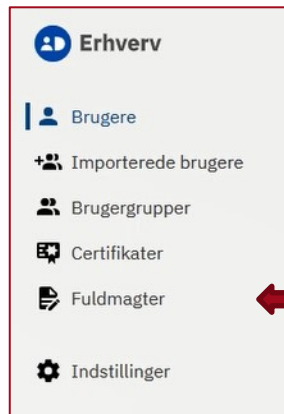 Erhverv
Brugere
Importerede brugere
Brugergrupper
Certifikater
Fuldmagter
Indstillinger